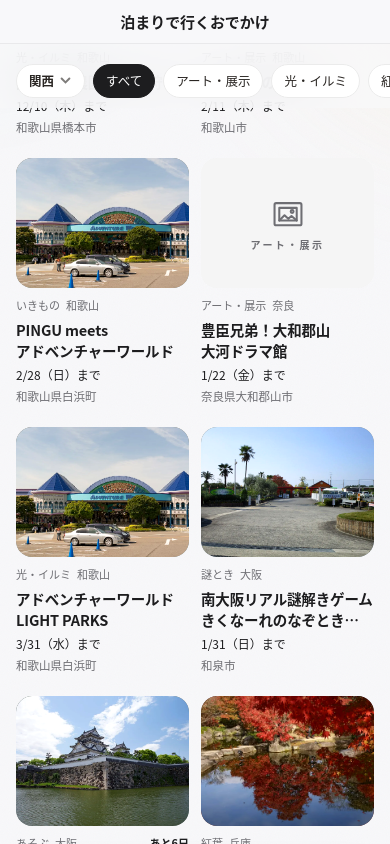 泊まりで行くおでかけ
関西
すべて
アート・展示
光・イルミ
12/10（木）まで
和歌山県橋本市
2/11（木）まで
和歌山市
いきもの 和歌山
PINGU meets
アドベンチャーワールド
2/28（日）まで
和歌山県白浜町
アート・展示
アート・展示 奈良
豊臣兄弟！大和郡山
大河ドラマ館
1/22（金）まで
奈良県大和郡山市
光・イルミ 和歌山
アドベンチャーワールド
LIGHT PARKS
3/31（水）まで
和歌山県白浜町
謎とき 大阪
南大阪リアル謎解きゲーム
きくなーれのなぞとき…
1/31（日）まで
和泉市
あそぶ 大阪
あと6日
紅葉 兵庫